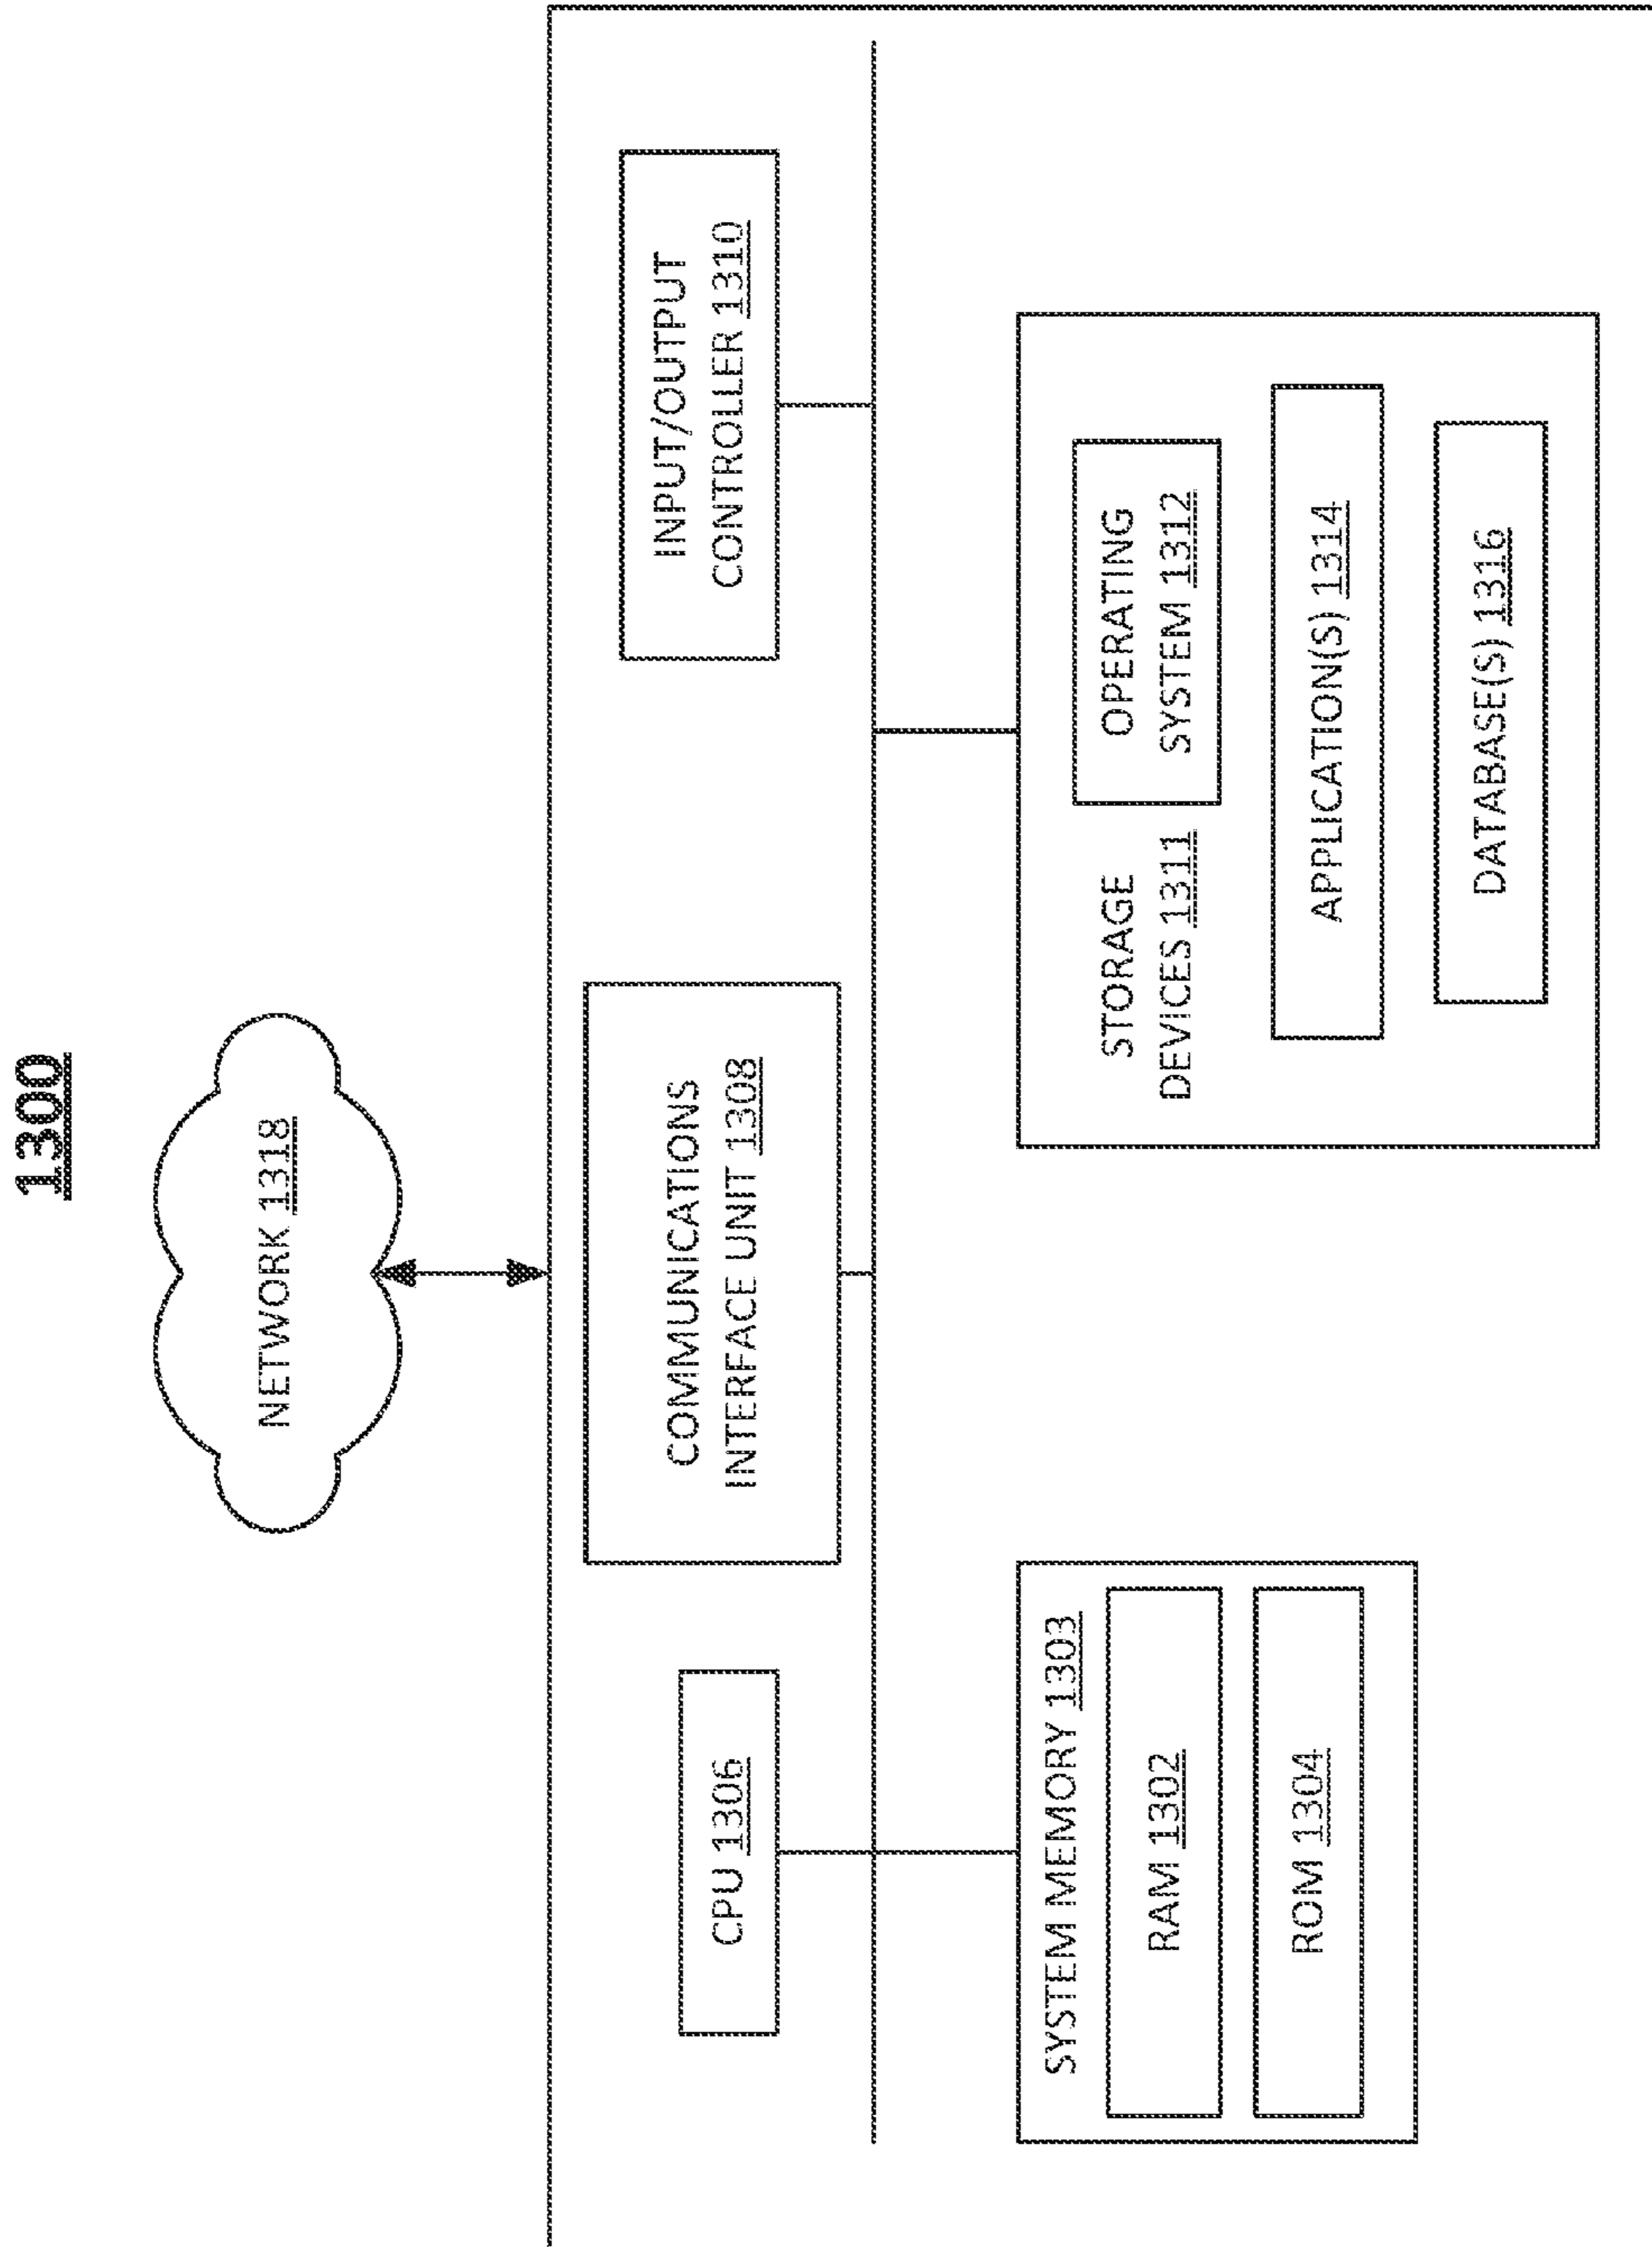 1300
NETWORK 1318
CPU 1306
COMMUNICATIONS
INTERFACE UNIT 1308
INPUT/OUTPUT
CONTROLLER 1310
SYSTEM MEMORY 1303
RAM 1302
ROM 1304
STORAGE
DEVICES 1311
OPERATING
SYSTEM 1312
APPLICATION(S) 1314
DATABASE(S) 1316